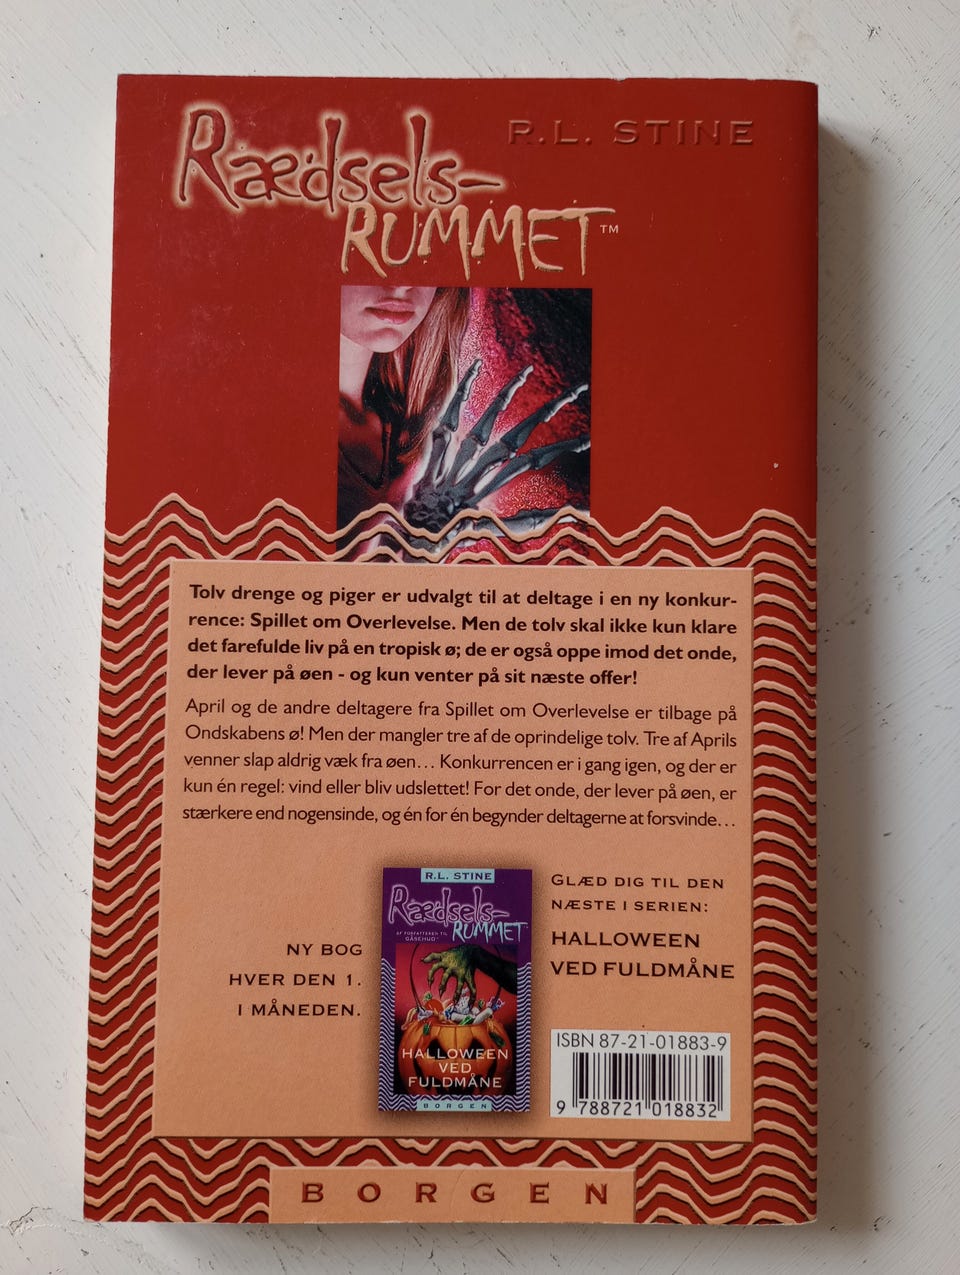 R.L. STINE
Rædsels-
RUMMET™
Tolv drenge og piger er udvalgt til at deltage i en ny konkur-
rence: Spillet om Overlevelse. Men de tolv skal ikke kun klare
det farefulde liv på en tropisk ø; de er også oppe imod det onde,
der lever på øen - og kun venter på sit næste offer!
April og de andre deltagere fra Spillet om Overlevelse er tilbage på
Ondskabens ø! Men der mangler tre af de oprindelige tolv. Tre af Aprils
venner slap aldrig væk fra øen... Konkurrencen er i gang igen, og der er
kun én regel: vind eller bliv udslettet! For det onde, der lever på øen, er
stærkere end nogensinde, og én for én begynder deltagerne at forsvinde...
NY BOG
HVER DEN 1.
I MÅNEDEN.
R.L. STINE
Rædsels-
AF FORFATTEREN TIL
GÅSEHUD
RUMMET
HALLOWEEN
VED
FULDMÅNE
BORGEN
GLÆD DIG TIL DEN
NÆSTE I SERIEN:
HALLOWEEN
VED FULDMÅNE
ISBN 87-21-01883-9
9 788721 018832
BORGEN